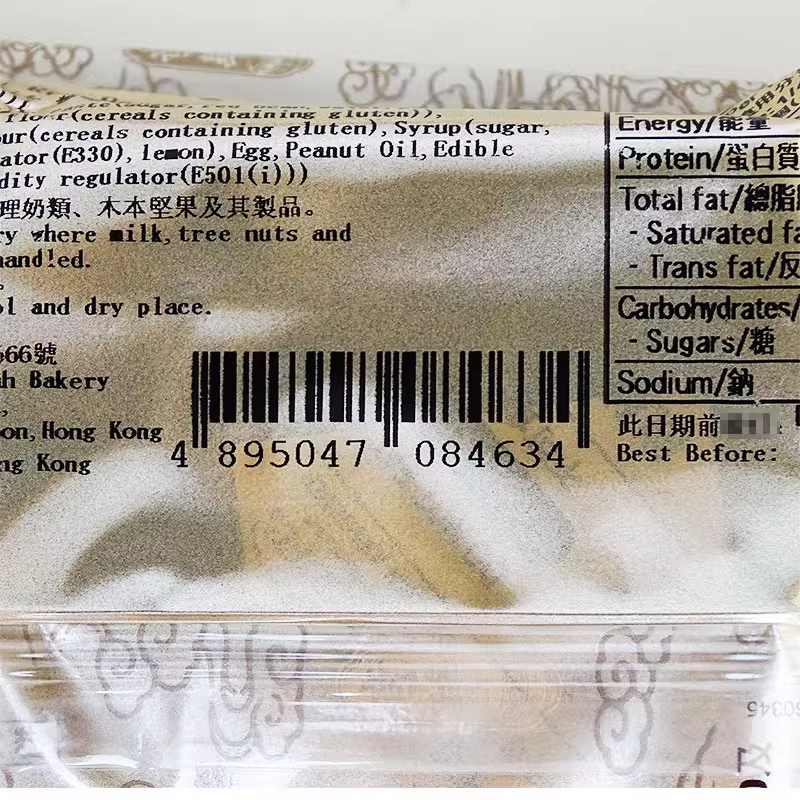 flour(cereals containing gluten)),
our(cereals containing gluten), Syrup(sugar,
ator(E330), lemon), Egg, Peanut Oil, Edible
dity regulator(E501(i)))
理奶類、木本堅果及其製品。
ry where milk, tree nuts and
handled.
ol and dry place.
666號
h Bakery
oon, Hong Kong
ng Kong
4 895047 084634
Energy/能量
Protein/蛋白質
Total fat/總脂
- Saturated fa
- Trans fat/反
Carbohydrates/
- Sugars/糖
Sodium/鈉
此日期前
Best Before:
60345